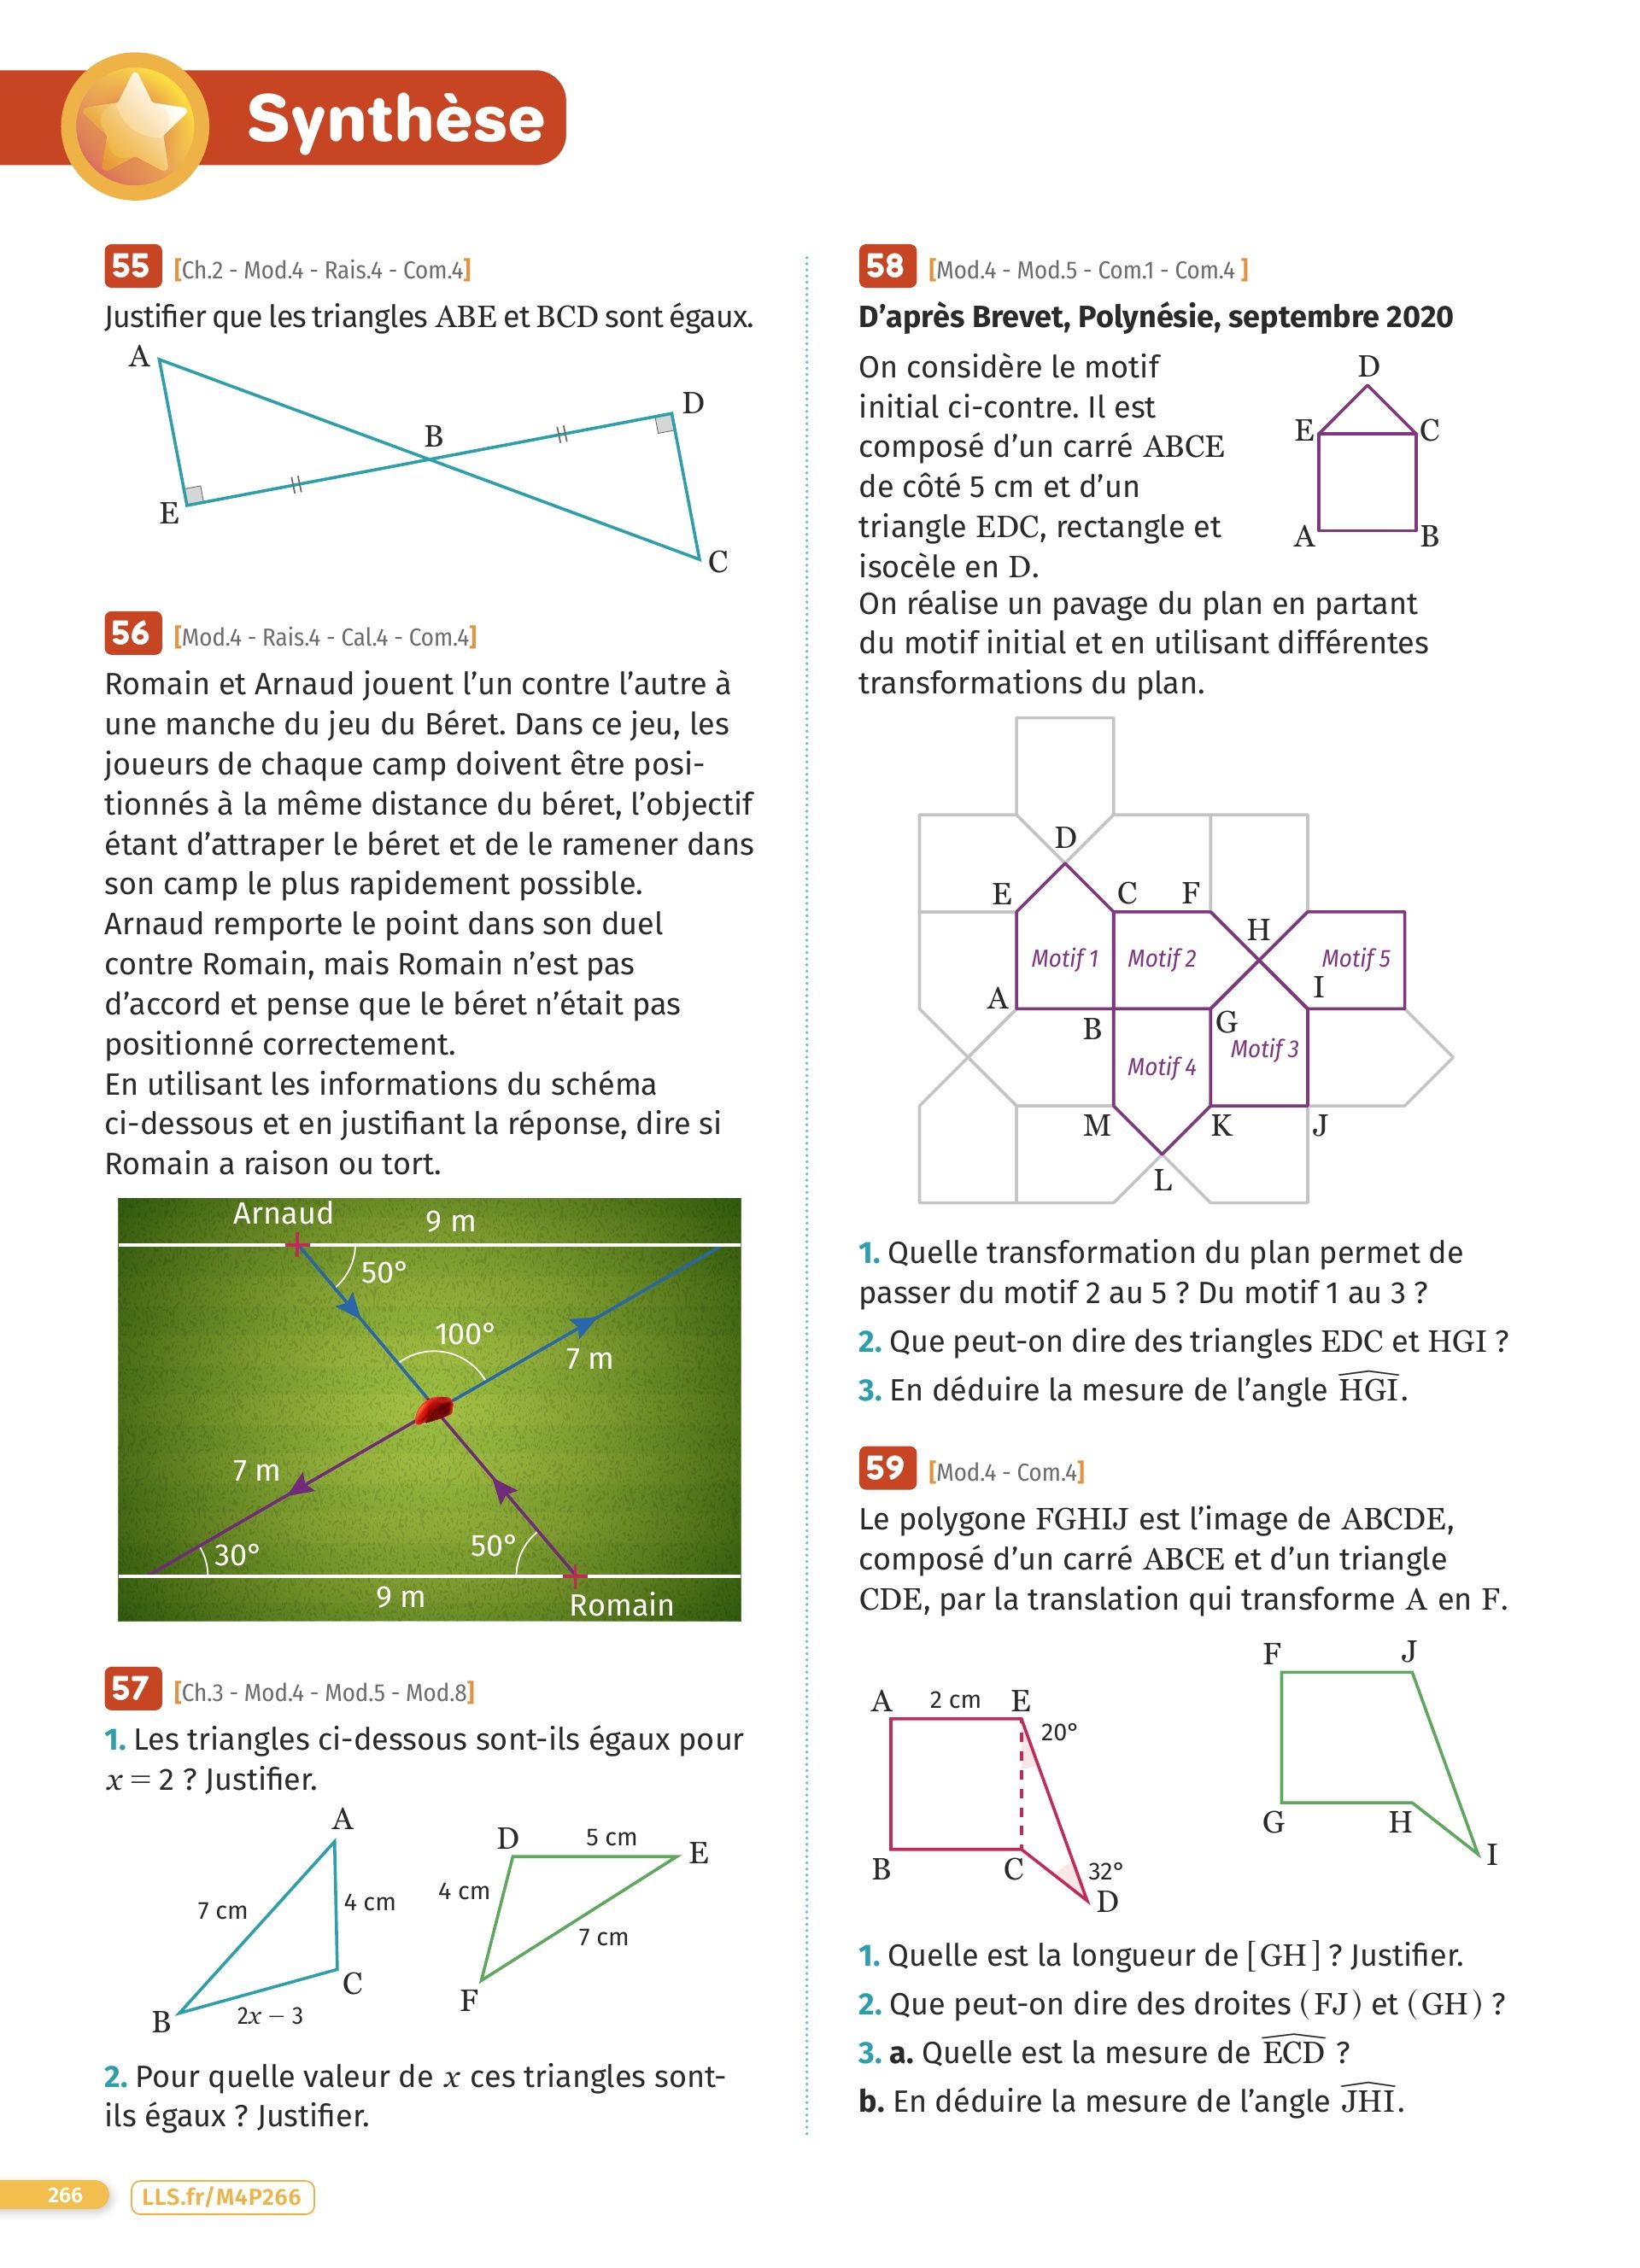 Synthèse
55 [Ch.2 - Mod.4 - Rais.4 - Com.4]
Justifier que les triangles ABE et BCD sont égaux.
A
D
B
E
C
56 [Mod.4 - Rais.4 - Cal.4 - Com.4]
Romain et Arnaud jouent l’un contre l’autre à
une manche du jeu du Béret. Dans ce jeu, les
joueurs de chaque camp doivent être posi-
tionnés à la même distance du béret, l’objectif
étant d’attraper le béret et de le ramener dans
son camp le plus rapidement possible.
Arnaud remporte le point dans son duel
contre Romain, mais Romain n’est pas
d’accord et pense que le béret n’était pas
positionné correctement.
En utilisant les informations du schéma
ci-dessous et en justifiant la réponse, dire si
Romain a raison ou tort.
Arnaud
9 m
50°
100°
7 m
7 m
50°
30°
9 m
Romain
57 [Ch.3 - Mod.4 - Mod.5 - Mod.8]
1. Les triangles ci-dessous sont-ils égaux pour
x = 2 ? Justifier.
A
D
5 cm
E
7 cm
4 cm
4 cm
7 cm
C
F
B
2x − 3
2. Pour quelle valeur de x ces triangles sont-
ils égaux ? Justifier.
58 [Mod.4 - Mod.5 - Com.1 - Com.4 ]
D’après Brevet, Polynésie, septembre 2020
On considère le motif
initial ci-contre. Il est
composé d’un carré ABCE
de côté 5 cm et d’un
triangle EDC, rectangle et
isocèle en D.
D
E
C
A
B
On réalise un pavage du plan en partant
du motif initial et en utilisant différentes
transformations du plan.
D
E
C
F
H
Motif 1
Motif 2
Motif 5
I
A
B
G
Motif 3
Motif 4
M
K
J
L
1. Quelle transformation du plan permet de
passer du motif 2 au 5 ? Du motif 1 au 3 ?
2. Que peut-on dire des triangles EDC et HGI ?
3. En déduire la mesure de l’angle HGI.
59 [Mod.4 - Com.4]
Le polygone FGHIJ est l’image de ABCDE,
composé d’un carré ABCE et d’un triangle
CDE, par la translation qui transforme A en F.
F
J
A
2 cm
E
20°
G
H
I
B
C
32°
D
1. Quelle est la longueur de [GH] ? Justifier.
2. Que peut-on dire des droites (FJ) et (GH) ?
3. a. Quelle est la mesure de ECD ?
b. En déduire la mesure de l’angle JHI.
266
LLS.fr/M4P266